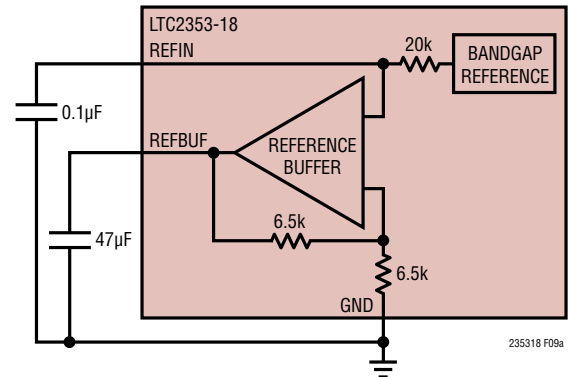 LTC2353-18
REFIN
20k
BANDGAP
REFERENCE
0.1µF
REFBUF
REFERENCE
BUFFER
6.5k
47µF
6.5k
GND
235318 F09a